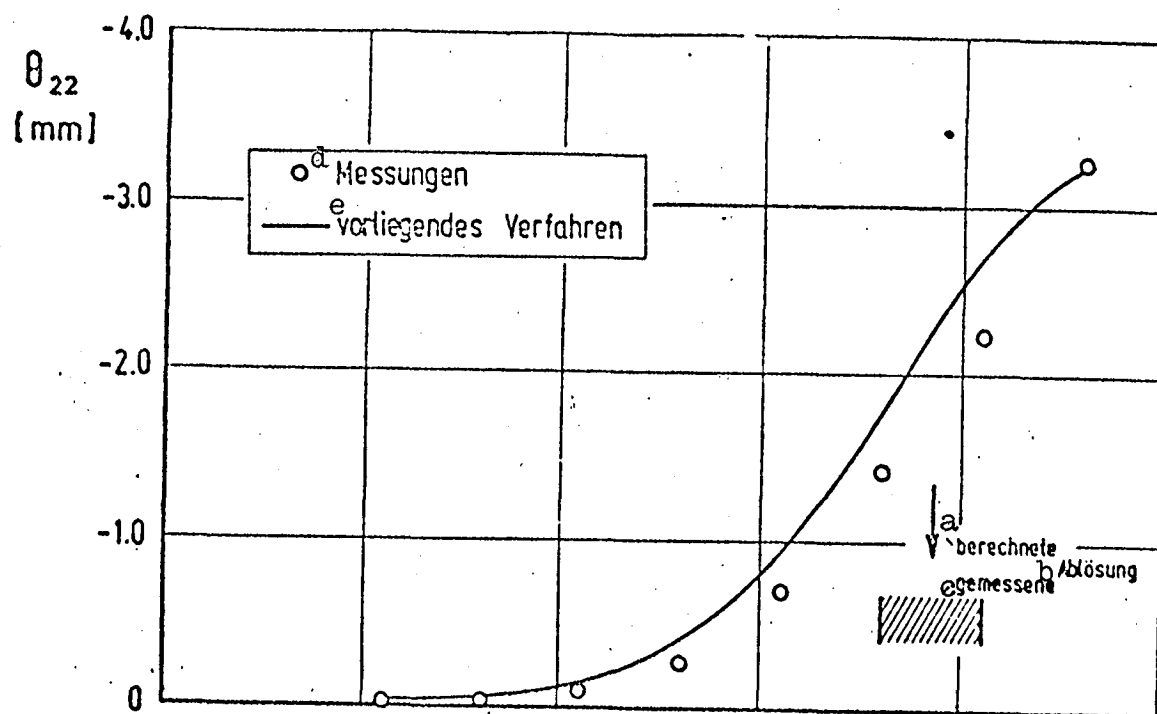 -4.0
θ₂₂
[mm]
-3.0
-2.0
-1.0
0
d Messungen
e vorliegendes Verfahren
a berechnete
b Ablösung
c gemessene